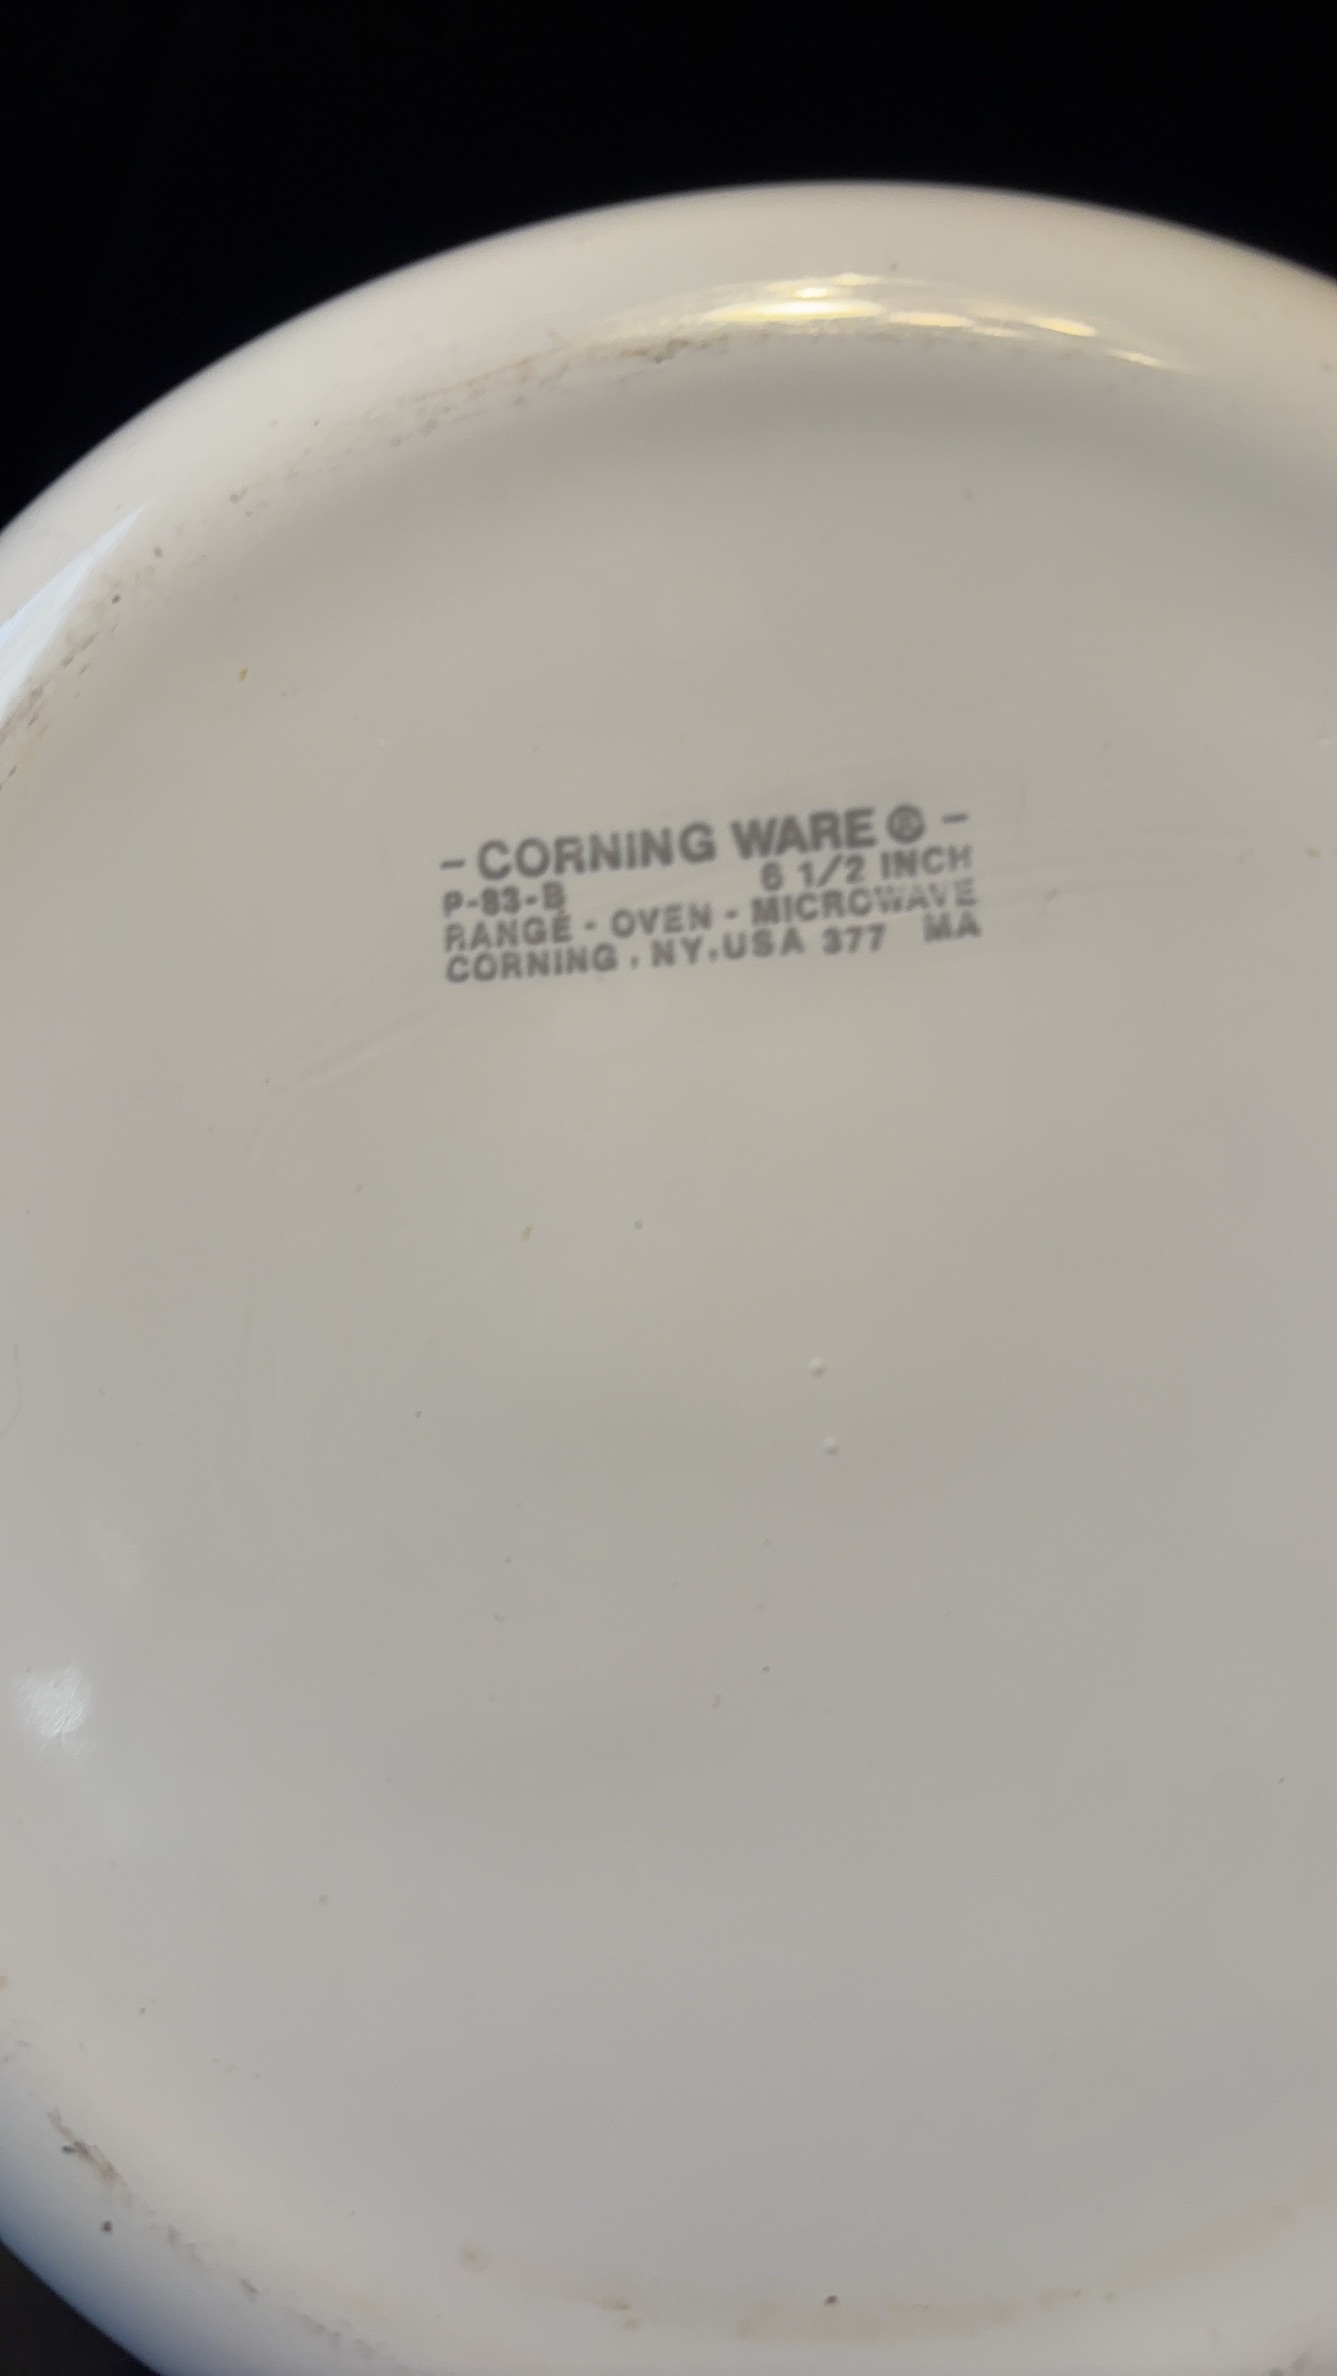 - CORNING WARE ® -
P-83-B 6 1/2 INCH
RANGE - OVEN - MICROWAVE
CORNING , NY, USA 377 MA